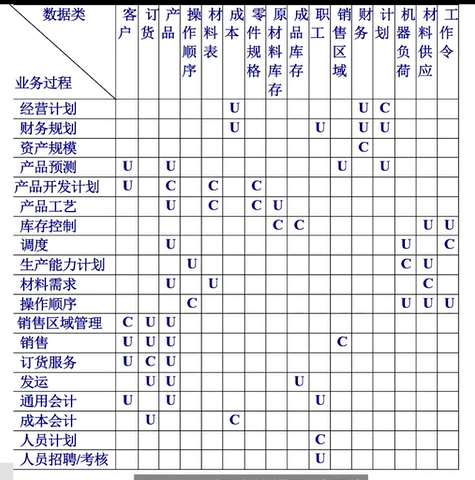 数据类
业务过程
客户 订货 产品 操作顺序 材料表 成本 零件规格 原材料库存 成品库存 职工 销售区域 财务 计划 机器负荷 材料供应 工作令
经营计划 U U C
财务规划 U U U U
资产规模 C
产品预测 U U U U
产品开发计划 U C C C
产品工艺 U C C U
库存控制 C C U U
调度 U U C
生产能力计划 U C U
材料需求 U U C
操作顺序 C U U U
销售区域管理 C U U
销售 U U U C
订货服务 U C U
发运 U U U
通用会计 U U U
成本会计 U C
人员计划 C
人员招聘/考核 U